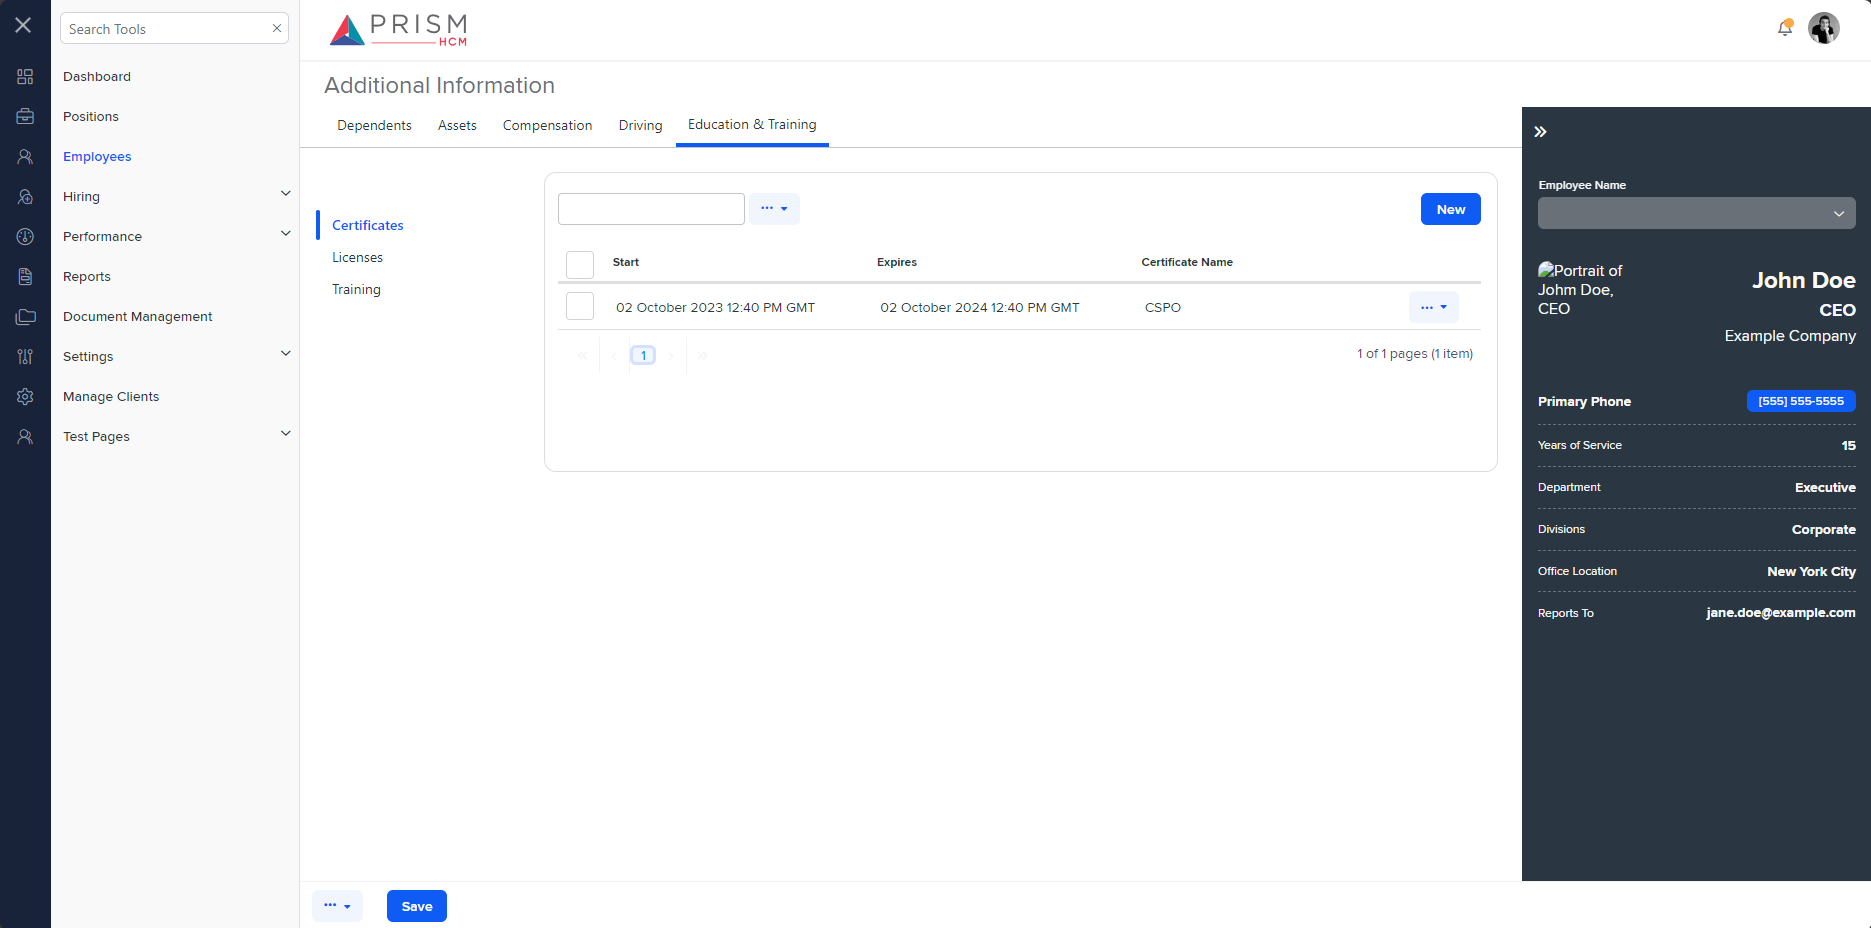 Search Tools
Dashboard
Positions
Employees
Hiring
Performance
Reports
Document Management
Settings
Manage Clients
Test Pages
PRISM
HCM
Additional Information
Dependents Assets Compensation Driving Education & Training
Certificates
Licenses
Training
New
Start Expires Certificate Name
02 October 2023 12:40 PM GMT 02 October 2024 12:40 PM GMT CSPO
1
1 of 1 pages (1 item)
Save
Employee Name
Portrait of
Johm Doe,
CEO
John Doe
CEO
Example Company
Primary Phone [555] 555-5555
Years of Service 15
Department Executive
Divisions Corporate
Office Location New York City
Reports To jane.doe@example.com